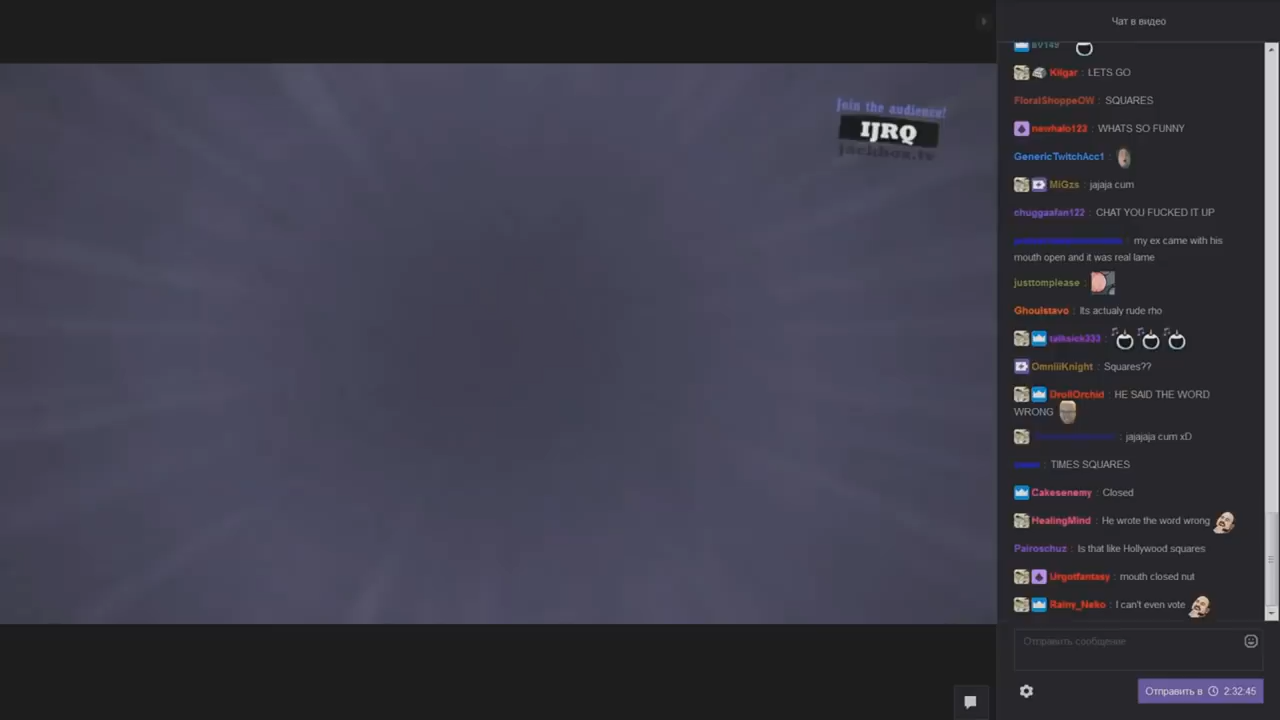 Чат в видео
Join the audience!
IJRQ
jackbox.tv
Kilgar : LETS GO
FloralShoppeOW : SQUARES
newhalo123 : WHATS SO FUNNY
GenericTwitchAcc1 :
MiGzs : jajaja cum
chuggaafan122 : CHAT YOU FUCKED IT UP
: my ex came with his
mouth open and it was real lame
justtomplease :
Ghoulstavo : Its actualy rude rho
talksick333 :
OmniiiKnight : Squares??
DrollOrchid : HE SAID THE WORD
WRONG
: jajajaja cum xD
: TIMES SQUARES
Cakesenemy : Closed
HealingMind : He wrote the word wrong
Pairoschuz : Is that like Hollywood squares
Urgotfantasy : mouth closed nut
Rainy_Neko : I can't even vote
Отправить сообщение
Отправить в 2:32:45